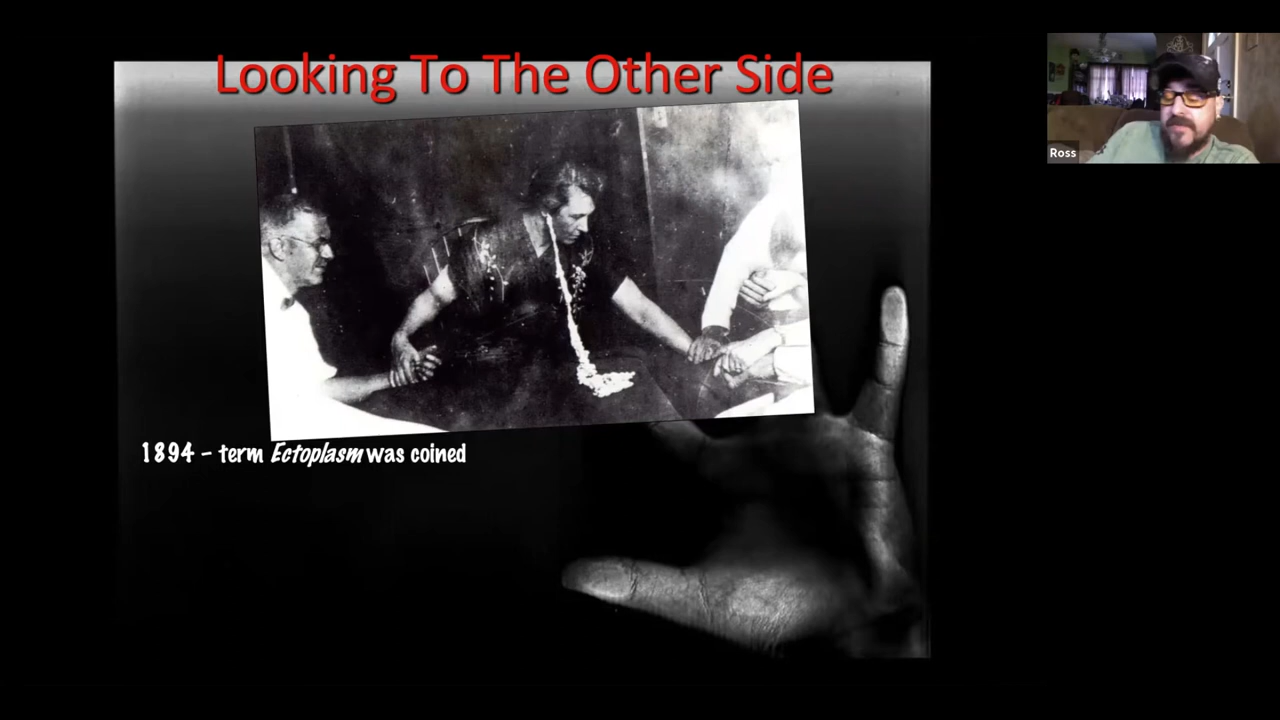 Looking To The Other Side
Ross
1894 – term Ectoplasm was coined